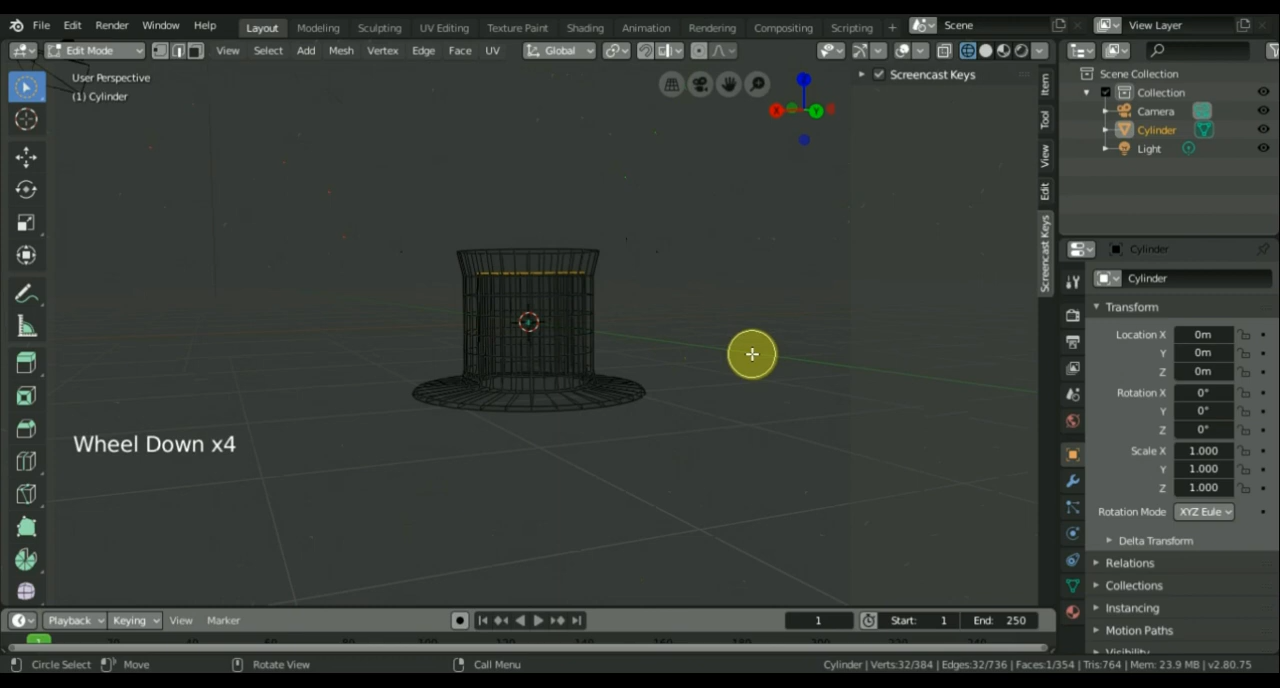 File Edit Render Window Help Layout Modeling Sculpting UV Editing Texture Paint Shading Animation Rendering Compositing Scripting + Scene View Layer
Edit Mode View Select Add Mesh Vertex Edge Face UV Global
User Perspective
(1) Cylinder
Screencast Keys
Item
Tool
View
Edit
Screencast Keys
X
Y
Scene Collection
Collection
Camera
Cylinder
Light
Cylinder
Cylinder
Transform
Location X 0m
Y 0m
Z 0m
Rotation X 0°
Y 0°
Z 0°
Scale X 1.000
Y 1.000
Z 1.000
Rotation Mode XYZ Eule
Delta Transform
Relations
Collections
Instancing
Motion Paths
Wheel Down x4
Playback Keying View Marker 1 Start: 1 End: 250
1
Circle Select Move Rotate View Call Menu Cylinder | Verts:32/384 | Edges:32/736 | Faces:1/354 | Tris:764 | Mem: 23.9 MB | v2.80.75